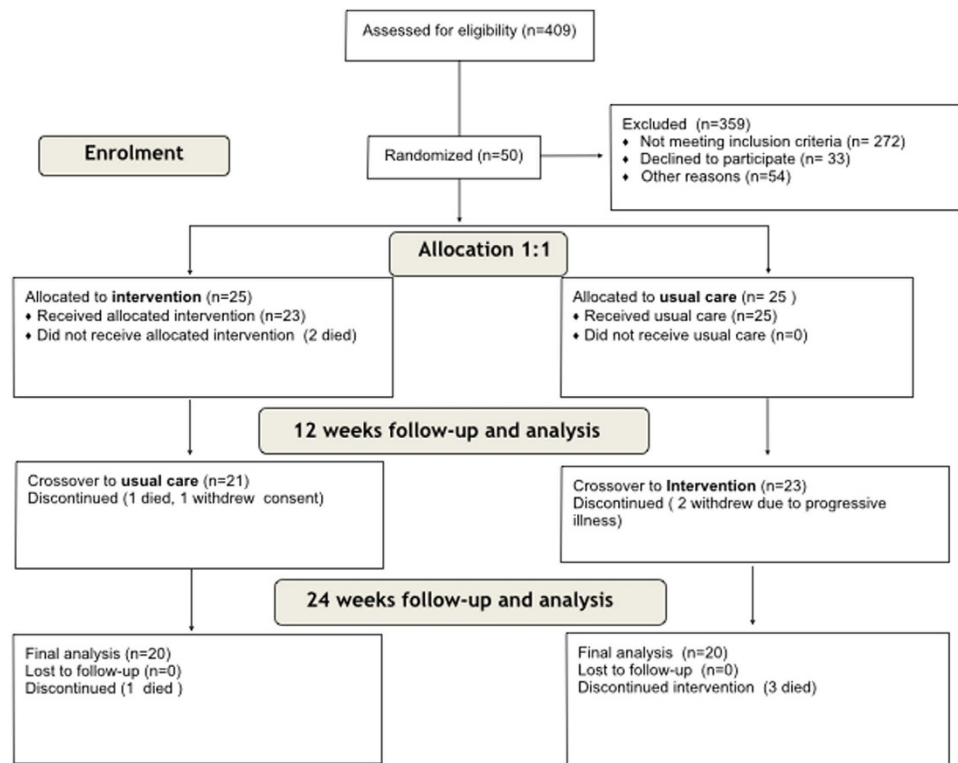 Assessed for eligibility (n=409)
Enrolment
Randomized (n=50)
Excluded (n=359)
♦ Not meeting inclusion criteria (n= 272)
♦ Declined to participate (n= 33)
♦ Other reasons (n=54)
Allocation 1:1
Allocated to intervention (n=25)
♦ Received allocated intervention (n=23)
♦ Did not receive allocated intervention (2 died)
Allocated to usual care (n= 25 )
♦ Received usual care (n=25)
♦ Did not receive usual care (n=0)
12 weeks follow-up and analysis
Crossover to usual care (n=21)
Discontinued (1 died, 1 withdrew consent)
Crossover to Intervention (n=23)
Discontinued ( 2 withdrew due to progressive
illness)
24 weeks follow-up and analysis
Final analysis (n=20)
Lost to follow-up (n=0)
Discontinued (1 died )
Final analysis (n=20)
Lost to follow-up (n=0)
Discontinued intervention (3 died)